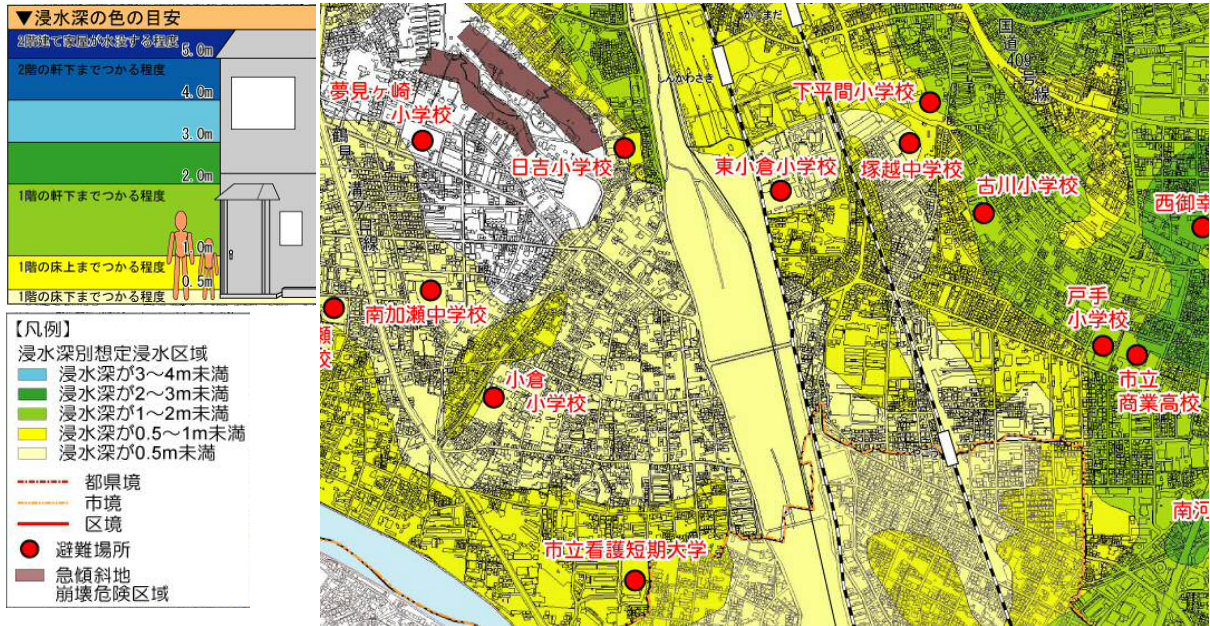 ▼浸水深の色の目安
2階建て家屋が水没する程度
5.0m
2階の軒下までつかる程度
4.0m
3.0m
2.0m
1階の軒下までつかる程度
1.0m
1階の床上までつかる程度
0.5m
1階の床下までつかる程度
【凡例】
浸水深別想定浸水区域
浸水深が3～4m未満
浸水深が2～3m未満
浸水深が1～2m未満
浸水深が0.5～1m未満
浸水深が0.5m未満
都県境
市境
区境
避難場所
急傾斜地
崩壊危険区域
しんかわさき
国道409号線
夢見ヶ崎
小学校
日吉小学校
下平間小学校
東小倉小学校
塚越中学校
古川小学校
西御幸
鶴見溝ノ口線
南加瀬中学校
瀬
校
小倉
小学校
戸手
小学校
市立
商業高校
南河
市立看護短期大学